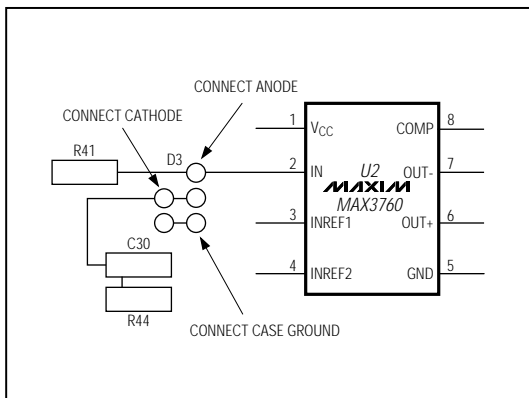 CONNECT ANODE
CONNECT CATHODE
R41
D3
C30
R44
CONNECT CASE GROUND
1 VCC COMP 8
2 IN U2 OUT- 7
MAXIM
MAX3760
3 INREF1 OUT+ 6
4 INREF2 GND 5